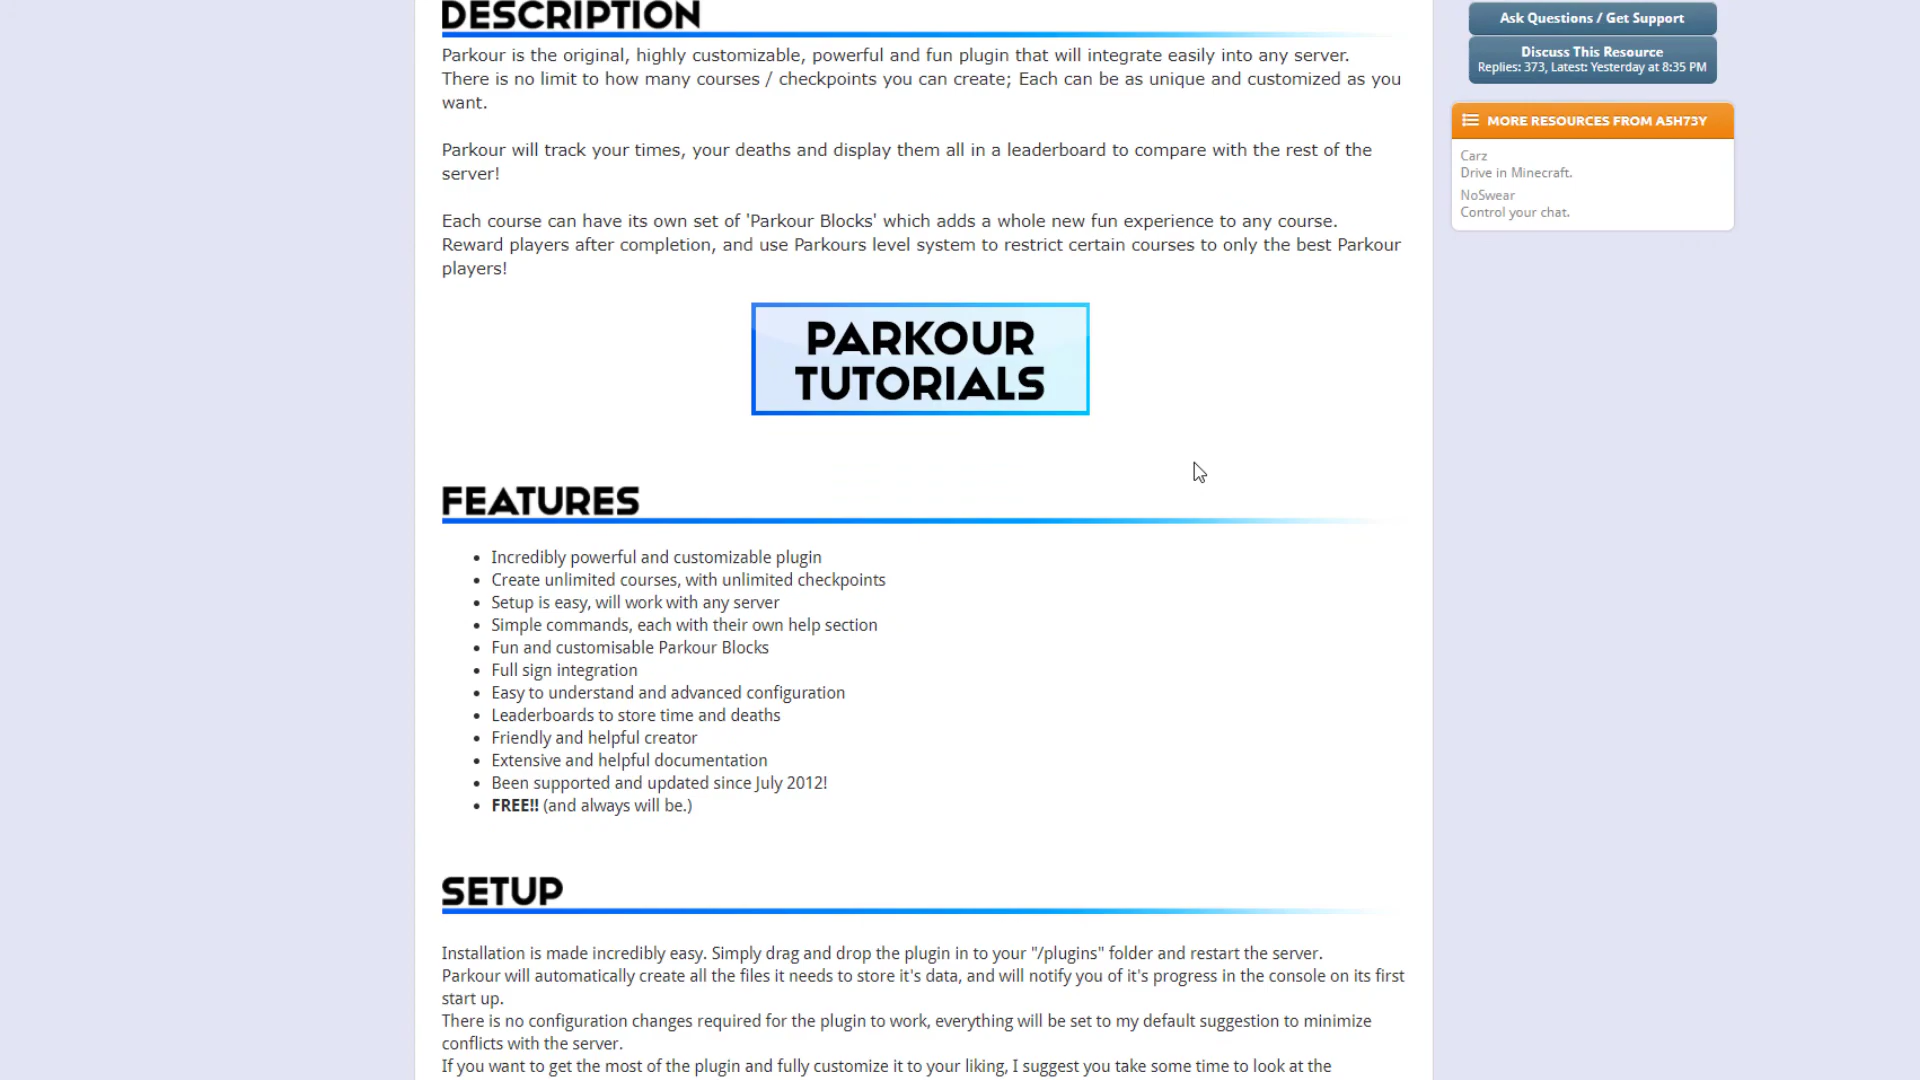 DESCRIPTION
Parkour is the original, highly customizable, powerful and fun plugin that will integrate easily into any server.
There is no limit to how many courses / checkpoints you can create; Each can be as unique and customized as you
want.
Parkour will track your times, your deaths and display them all in a leaderboard to compare with the rest of the
server!
Each course can have its own set of 'Parkour Blocks' which adds a whole new fun experience to any course.
Reward players after completion, and use Parkours level system to restrict certain courses to only the best Parkour
players!
PARKOUR
TUTORIALS
FEATURES
• Incredibly powerful and customizable plugin
• Create unlimited courses, with unlimited checkpoints
• Setup is easy, will work with any server
• Simple commands, each with their own help section
• Fun and customisable Parkour Blocks
• Full sign integration
• Easy to understand and advanced configuration
• Leaderboards to store time and deaths
• Friendly and helpful creator
• Extensive and helpful documentation
• Been supported and updated since July 2012!
• FREE!! (and always will be.)
SETUP
Installation is made incredibly easy. Simply drag and drop the plugin in to your "/plugins" folder and restart the server.
Parkour will automatically create all the files it needs to store it's data, and will notify you of it's progress in the console on its first
start up.
There is no configuration changes required for the plugin to work, everything will be set to my default suggestion to minimize
conflicts with the server.
If you want to get the most of the plugin and fully customize it to your liking, I suggest you take some time to look at the
Ask Questions / Get Support
Discuss This Resource
Replies: 373, Latest: Yesterday at 8:35 PM
MORE RESOURCES FROM A5H73Y
Carz
Drive in Minecraft.
NoSwear
Control your chat.